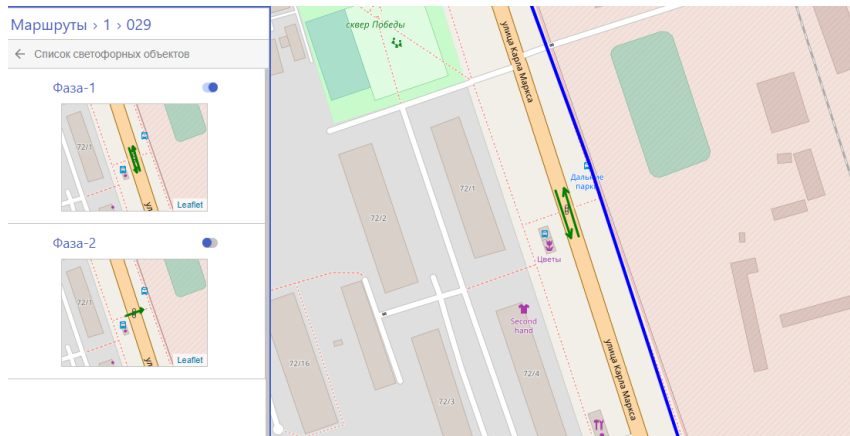 Маршруты › 1 › 029
← Список светофорных объектов
Фаза-1
72/1
Leaflet
Фаза-2
72/1
Leaflet
сквер Победы
улица Карла Маркса
72/1
72/2
Дальние
парки
Цветы
Second
hand
72/16
72/4
72/3
улица Карла Маркса